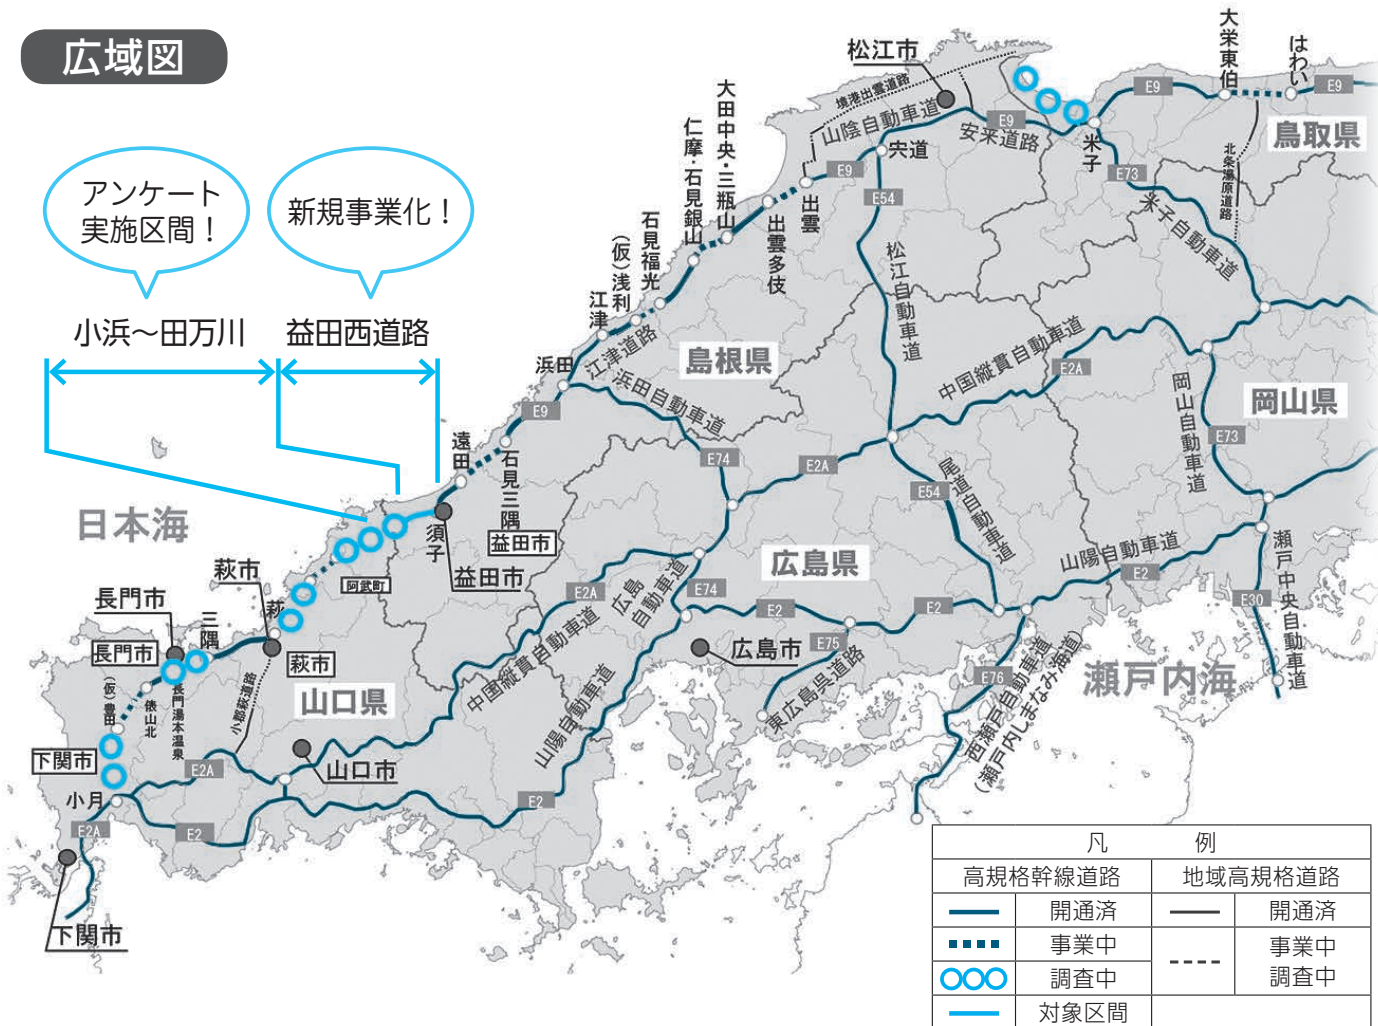 広域図
アンケート
実施区間！
新規事業化！
小浜～田万川
益田西道路
松江市
境港出雲道路
山陰自動車道
安来道路
E9
宍道
E9
E54
米子
大栄東伯
はわい
E9
E9
鳥取県
北条湯原道路
E73
米子自動車道
大田中央・三瓶山
仁摩・石見銀山
石見福光
（仮）浅利
江津
江津道路
出雲
出雲多伎
松江自動車道
島根県
浜田
浜田自動車道
E9
E74
中国縦貫自動車道
E2A
岡山自動車道
E73
岡山県
遠田
石見三隅
E2A
E54
尾道自動車道
日本海
須子
益田市
益田市
広島県
山陽自動車道
E2
瀬戸中央自動車道
E30
萩市
萩
阿武町
長門市
三隅
長門市
萩市
（仮）豊田
俵山北
長門湯本温泉
小郡萩道路
山口県
E2A
中国縦貫自動車道
広島自動車道
E74
E2
E2
広島市
E75
東広島呉道路
E76
西瀬戸自動車道
（瀬戸内しまなみ海道）
瀬戸内海
山陽自動車道
下関市
E2A
山口市
小月
E2A
E2
E2
下関市
凡　例
高規格幹線道路
地域高規格道路
開通済
開通済
事業中
事業中
調査中
調査中
対象区間